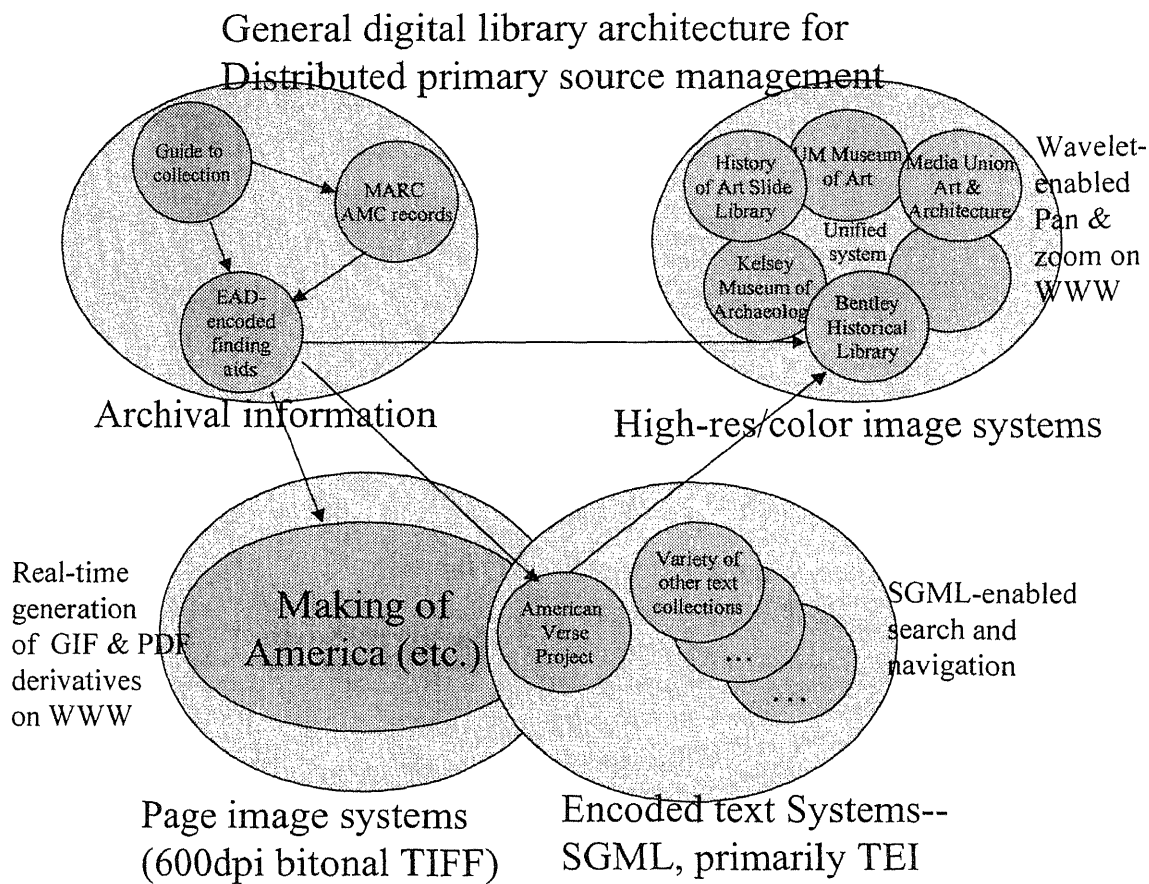 General digital library architecture for
Distributed primary source management
Guide to
collection
MARC
AMC records
EAD-
encoded
finding
aids
Archival information
History
of Art Slide
Library
UM Museum
of Art
Media Union
Art &
Architecture
Unified
system
Kelsey
Museum of
Archaeolog
Bentley
Historical
Library
Wavelet-
enabled
Pan &
zoom on
WWW
High-res/color image systems
Real-time
generation
of GIF & PDF
derivatives
on WWW
Making of
America (etc.)
American
Verse
Project
Variety of
other text
collections
...
...
SGML-enabled
search and
navigation
Page image systems
(600dpi bitonal TIFF)
Encoded text Systems--
SGML, primarily TEI